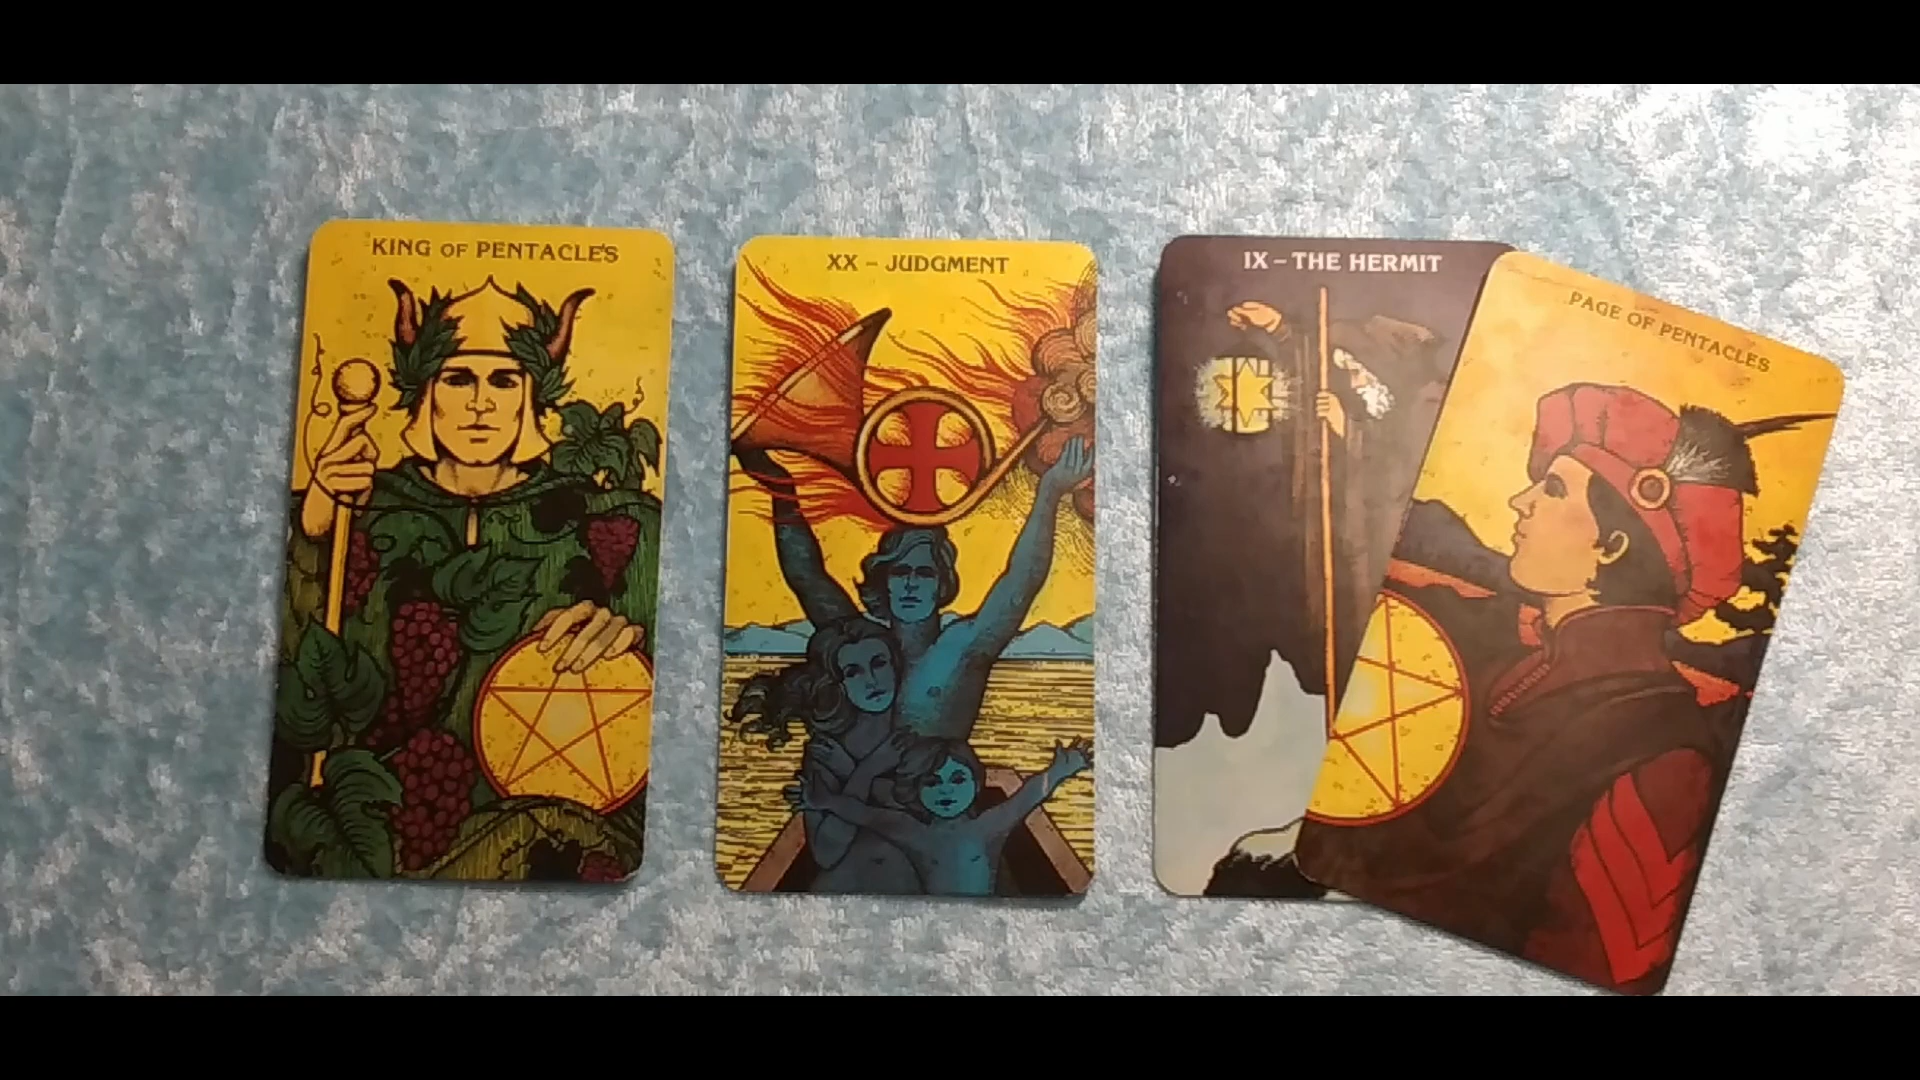 KING OF PENTACLES
XX – JUDGMENT
IX – THE HERMIT
PAGE OF PENTACLES